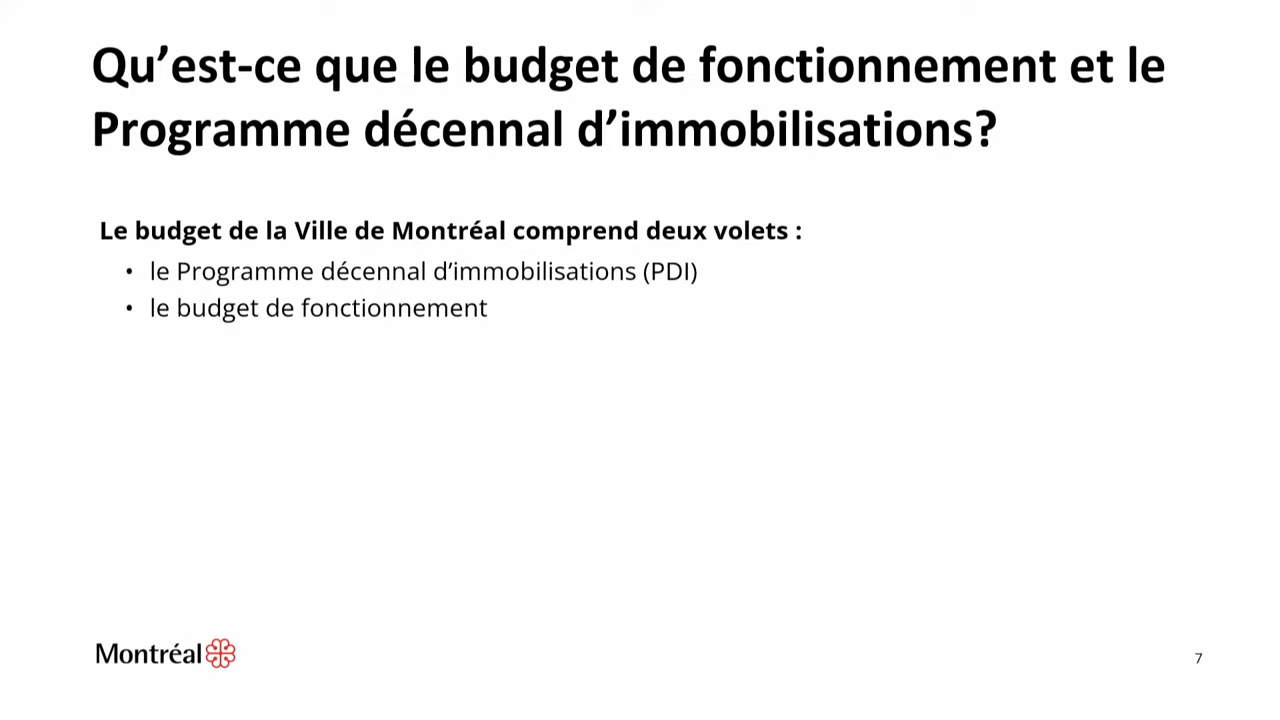 Qu’est-ce que le budget de fonctionnement et le
Programme décennal d’immobilisations?
Le budget de la Ville de Montréal comprend deux volets :
• le Programme décennal d’immobilisations (PDI)
• le budget de fonctionnement
Montréal
7